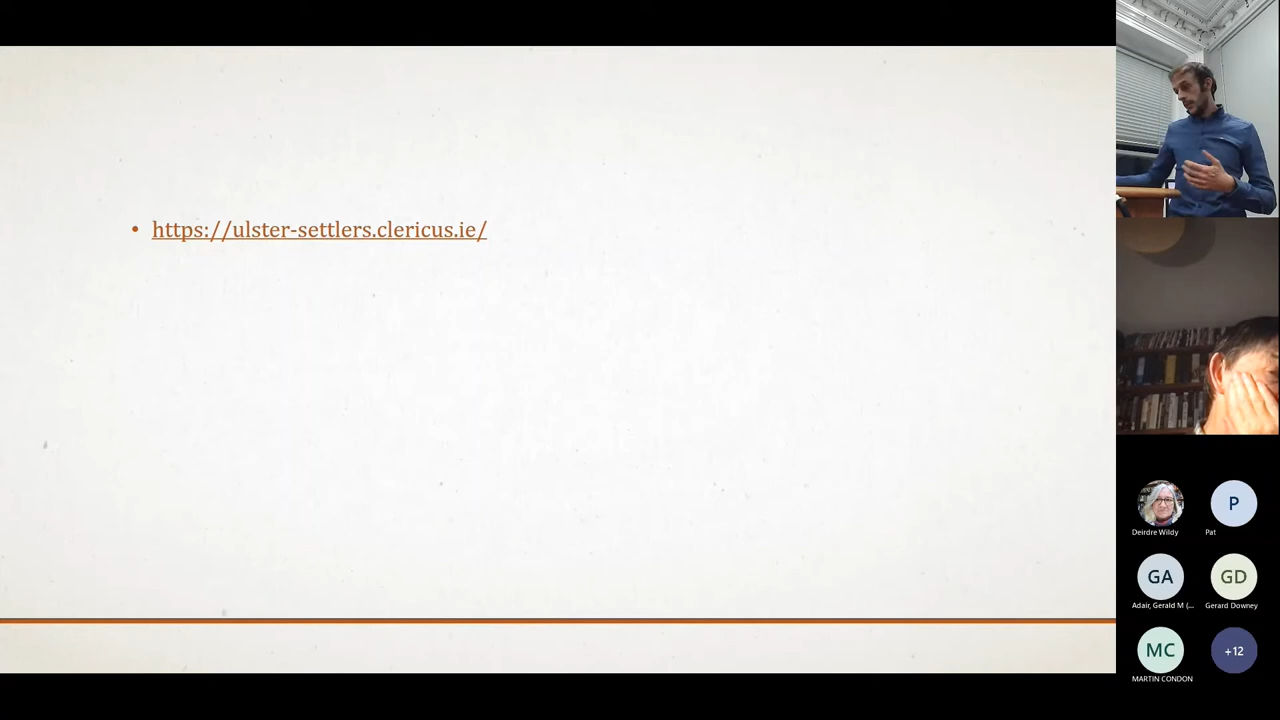 • https://ulster-settlers.clericus.ie/
Deirdre Wildy
P
Pat
GA
Adair, Gerald M (...
GD
Gerard Downey
MC
MARTIN CONDON
+12